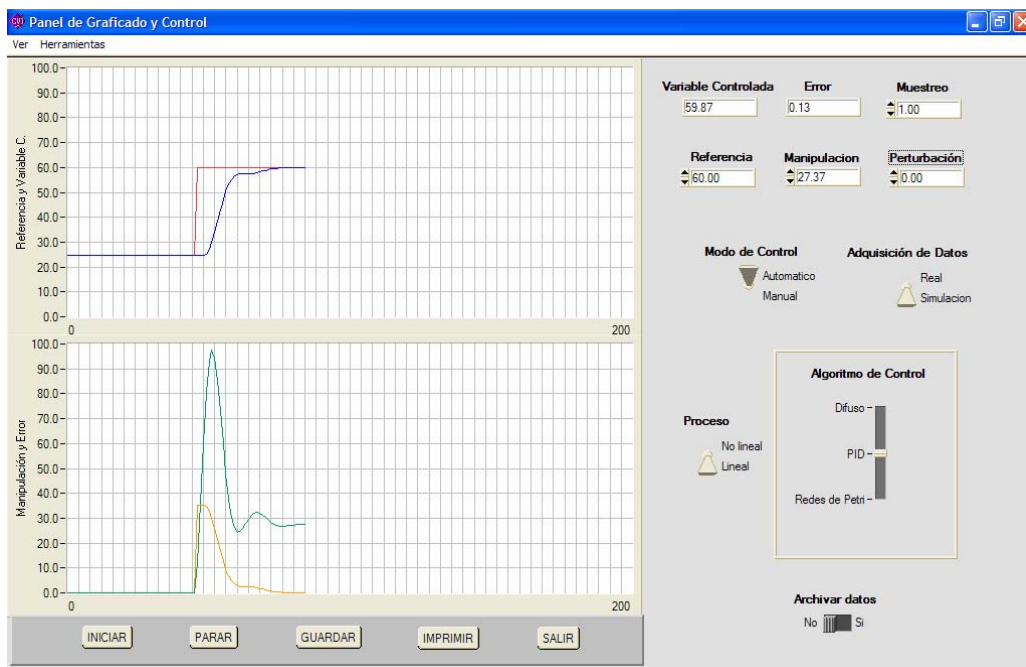 CVI Panel de Graficado y Control
Ver Herramientas
100.0
90.0
80.0
70.0
60.0
50.0
40.0
30.0
20.0
10.0
0.0
0 200
Referencia y Variable C.
100.0
90.0
80.0
70.0
60.0
50.0
40.0
30.0
20.0
10.0
0.0
0 200
Manipulación y Error
INICIAR PARAR GUARDAR IMPRIMIR SALIR
Variable Controlada Error Muestreo
59.87 0.13 1.00
Referencia Manipulacion Perturbación
60.00 27.37 0.00
Modo de Control
Automatico
Manual
Adquisición de Datos
Real
Simulacion
Proceso
No lineal
Lineal
Algoritmo de Control
Difuso
PID
Redes de Petri
Archivar datos
No Si